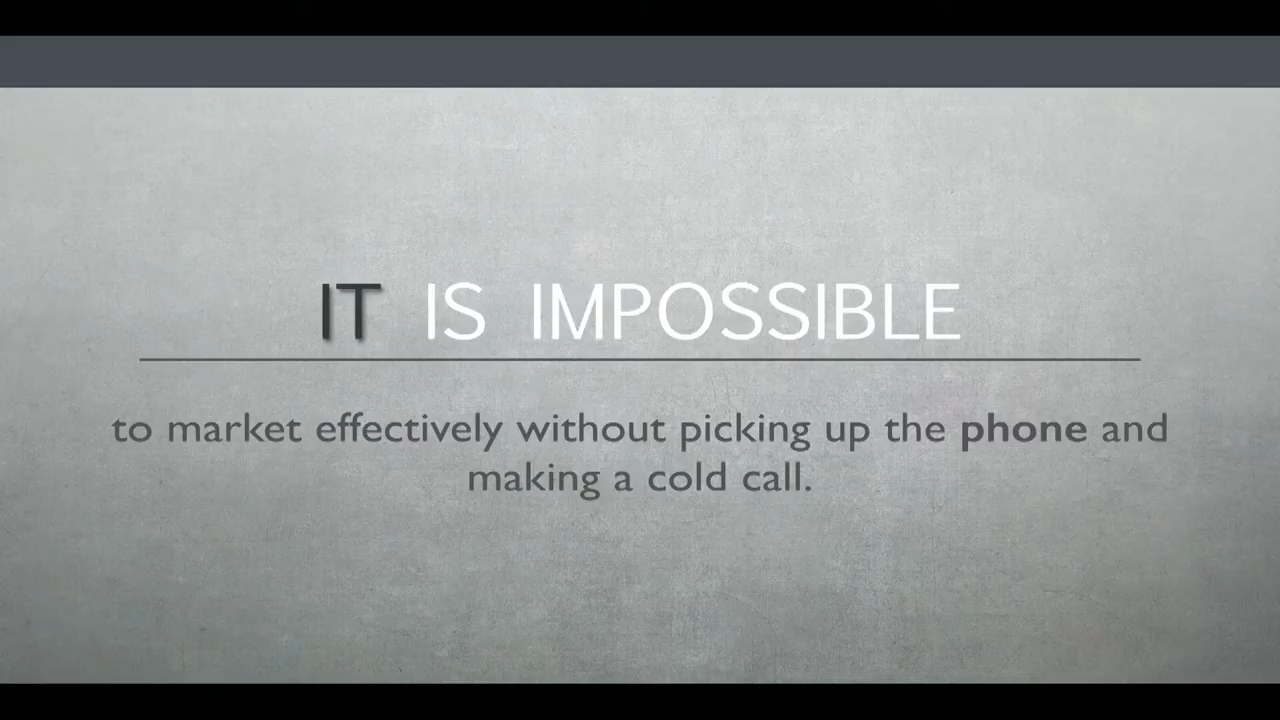 IT IS IMPOSSIBLE
to market effectively without picking up the phone and
making a cold call.